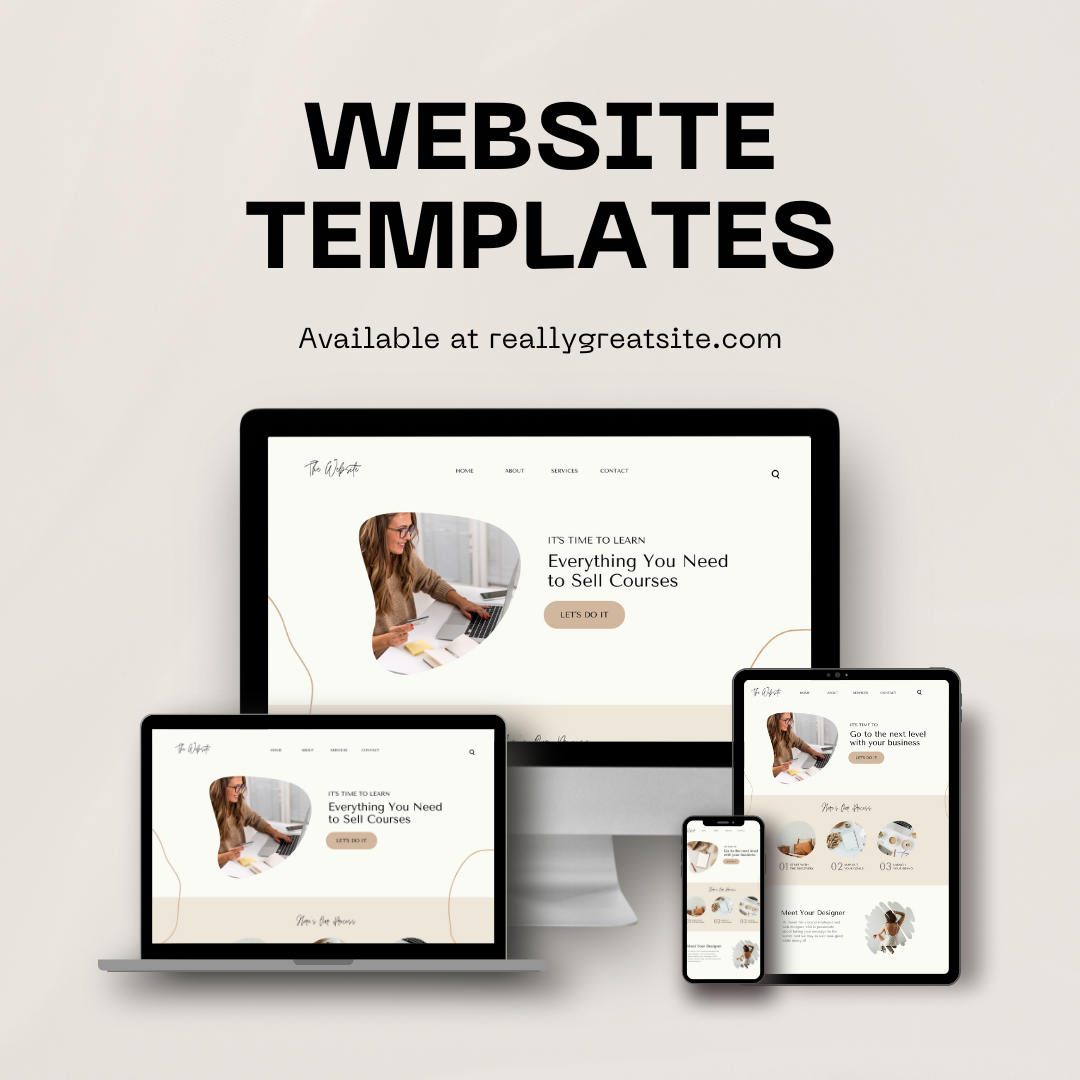 WEBSITE
TEMPLATES
Available at reallygreatsite.com
The Website
HOME
ABOUT
SERVICES
CONTACT
IT'S TIME TO LEARN
Everything You Need
to Sell Courses
LET'S DO IT
The Website
HOME
ABOUT
SERVICES
CONTACT
IT'S TIME TO LEARN
Everything You Need
to Sell Courses
LET'S DO IT
Here's Our Process
The Website
HOME
ABOUT
SERVICES
CONTACT
IT'S TIME TO
Go to the next level
with your business
LET'S DO IT
Here's Our Process
01
02
03
Meet Your Designer
Go to the next level
with your business
Here's Our Process
Meet Your Designer